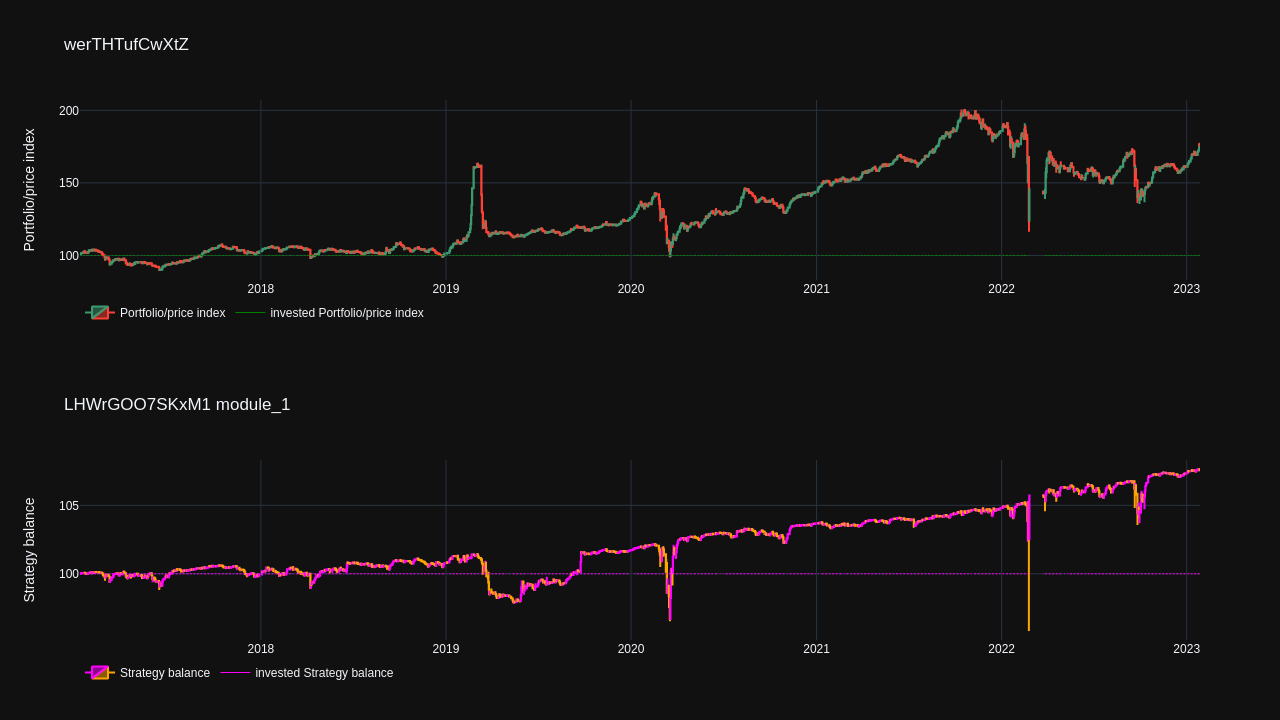 werTHTufCwXtZ
Portfolio/price index
200
150
100
2018 2019 2020 2021 2022 2023
Portfolio/price index invested Portfolio/price index
LHWrGOO7SKxM1 module_1
Strategy balance
105
100
2018 2019 2020 2021 2022 2023
Strategy balance invested Strategy balance